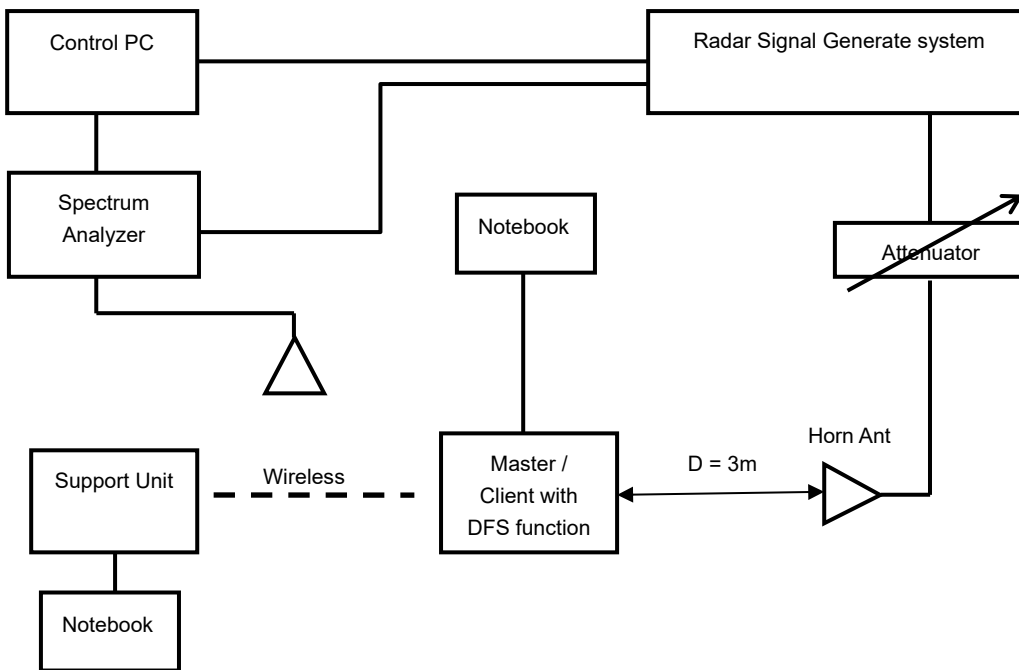 Control PC
Radar Signal Generate system
Spectrum
Analyzer
Notebook
Attenuator
Horn Ant
Support Unit
Wireless
Master /
Client with
DFS function
D = 3m
Notebook